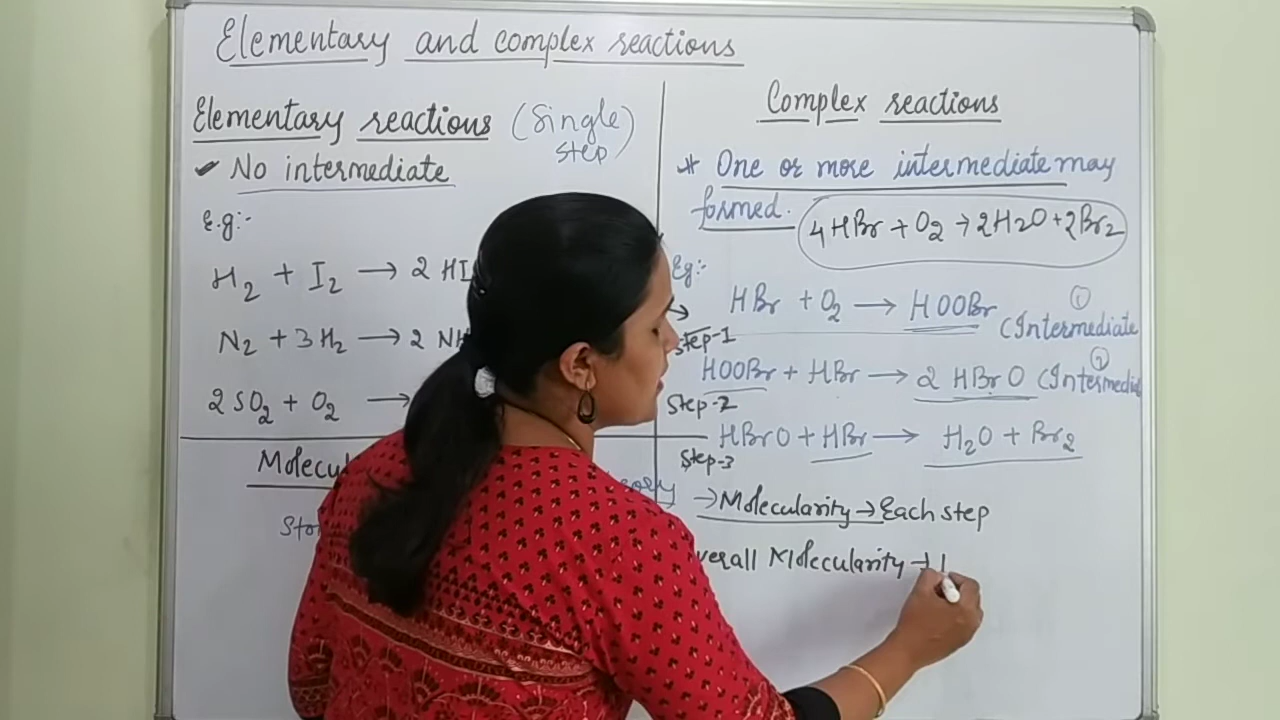 Elementary and complex reactions
Elementary reactions (Single step)
No intermediate
E.g:-
H2 + I2 → 2 HI
N2 + 3H2 → 2 NH
2SO2 + O2 →
Molecul
Complex reactions
* One or more intermediate may
formed.
4HBr + O2 → 2H2O + 2Br2
Eg:-
HBr + O2 → HOOBr
① (Intermediate
Step-1
HOOBr + HBr → 2 HBrO
② (Intermedia
Step-2
HBrO + HBr → H2O + Br2
Step-3
→ Molecularity → Each step
verall Molecularity →